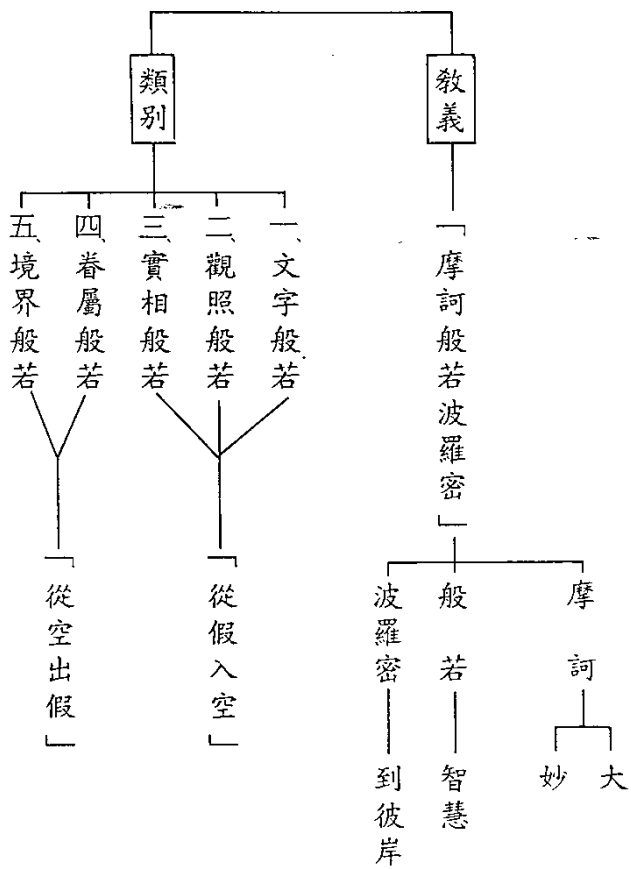 教義
「摩訶般若波羅密」
摩訶
大
妙
般若
智慧
波羅密
到彼岸
類別
一、文字般若
二、觀照般若
三、實相般若
四、眷屬般若
五、境界般若
「從假入空」
「從空出假」